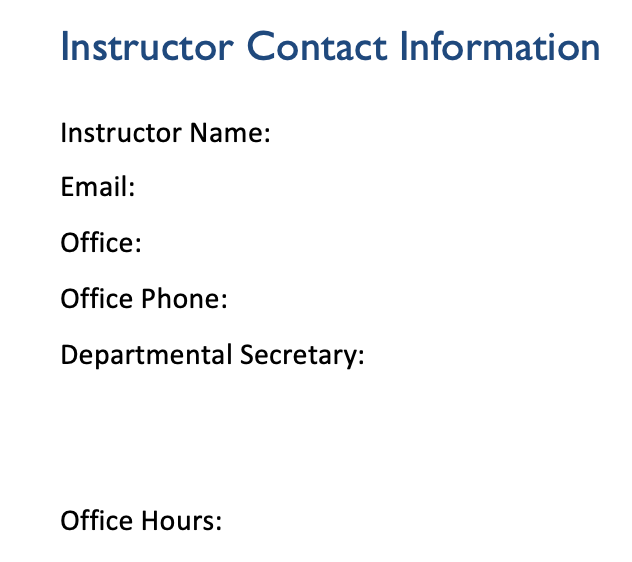 Instructor Contact Information
Instructor Name:
Email:
Office:
Office Phone:
Departmental Secretary:
Office Hours: